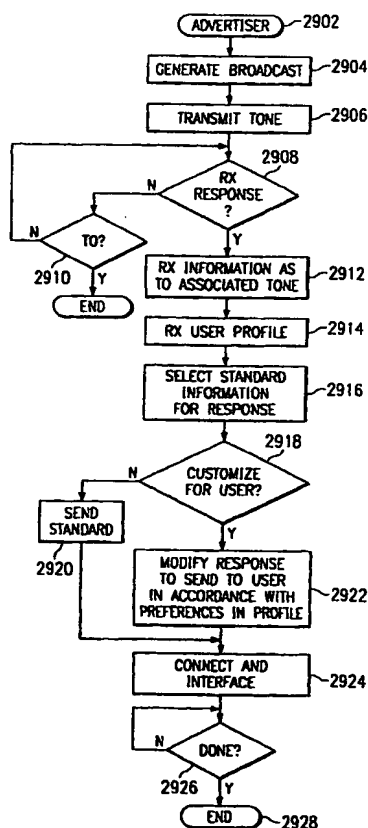 ADVERTISER
2902
GENERATE BROADCAST
2904
TRANSMIT TONE
2906
2908
RX
RESPONSE
?
N
Y
TO?
N
Y
2910
END
RX INFORMATION AS
TO ASSOCIATED TONE
2912
RX USER PROFILE
2914
SELECT STANDARD
INFORMATION
FOR RESPONSE
2916
2918
CUSTOMIZE
FOR USER?
N
Y
SEND
STANDARD
2920
MODIFY RESPONSE
TO SEND TO USER
IN ACCORDANCE WITH
PREFERENCES IN PROFILE
2922
CONNECT AND
INTERFACE
2924
N
DONE?
2926
Y
END
2928